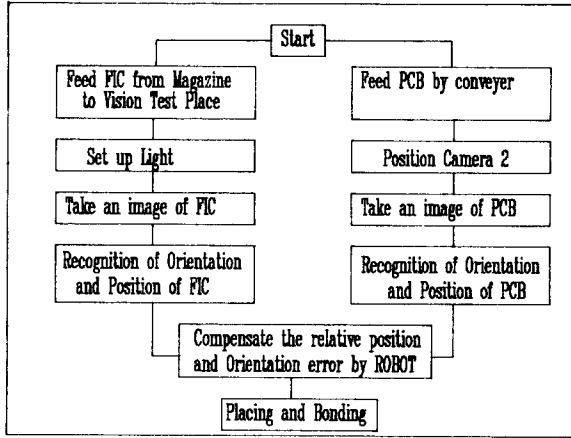 Start
Feed FIC from Magazine
to Vision Test Place
Set up Light
Take an image of FIC
Recognition of Orientation
and Position of FIC
Feed PCB by conveyer
Position Camera 2
Take an image of PCB
Recognition of Orientation
and Position of PCB
Compensate the relative position
and Orientation error by ROBOT
Placing and Bonding